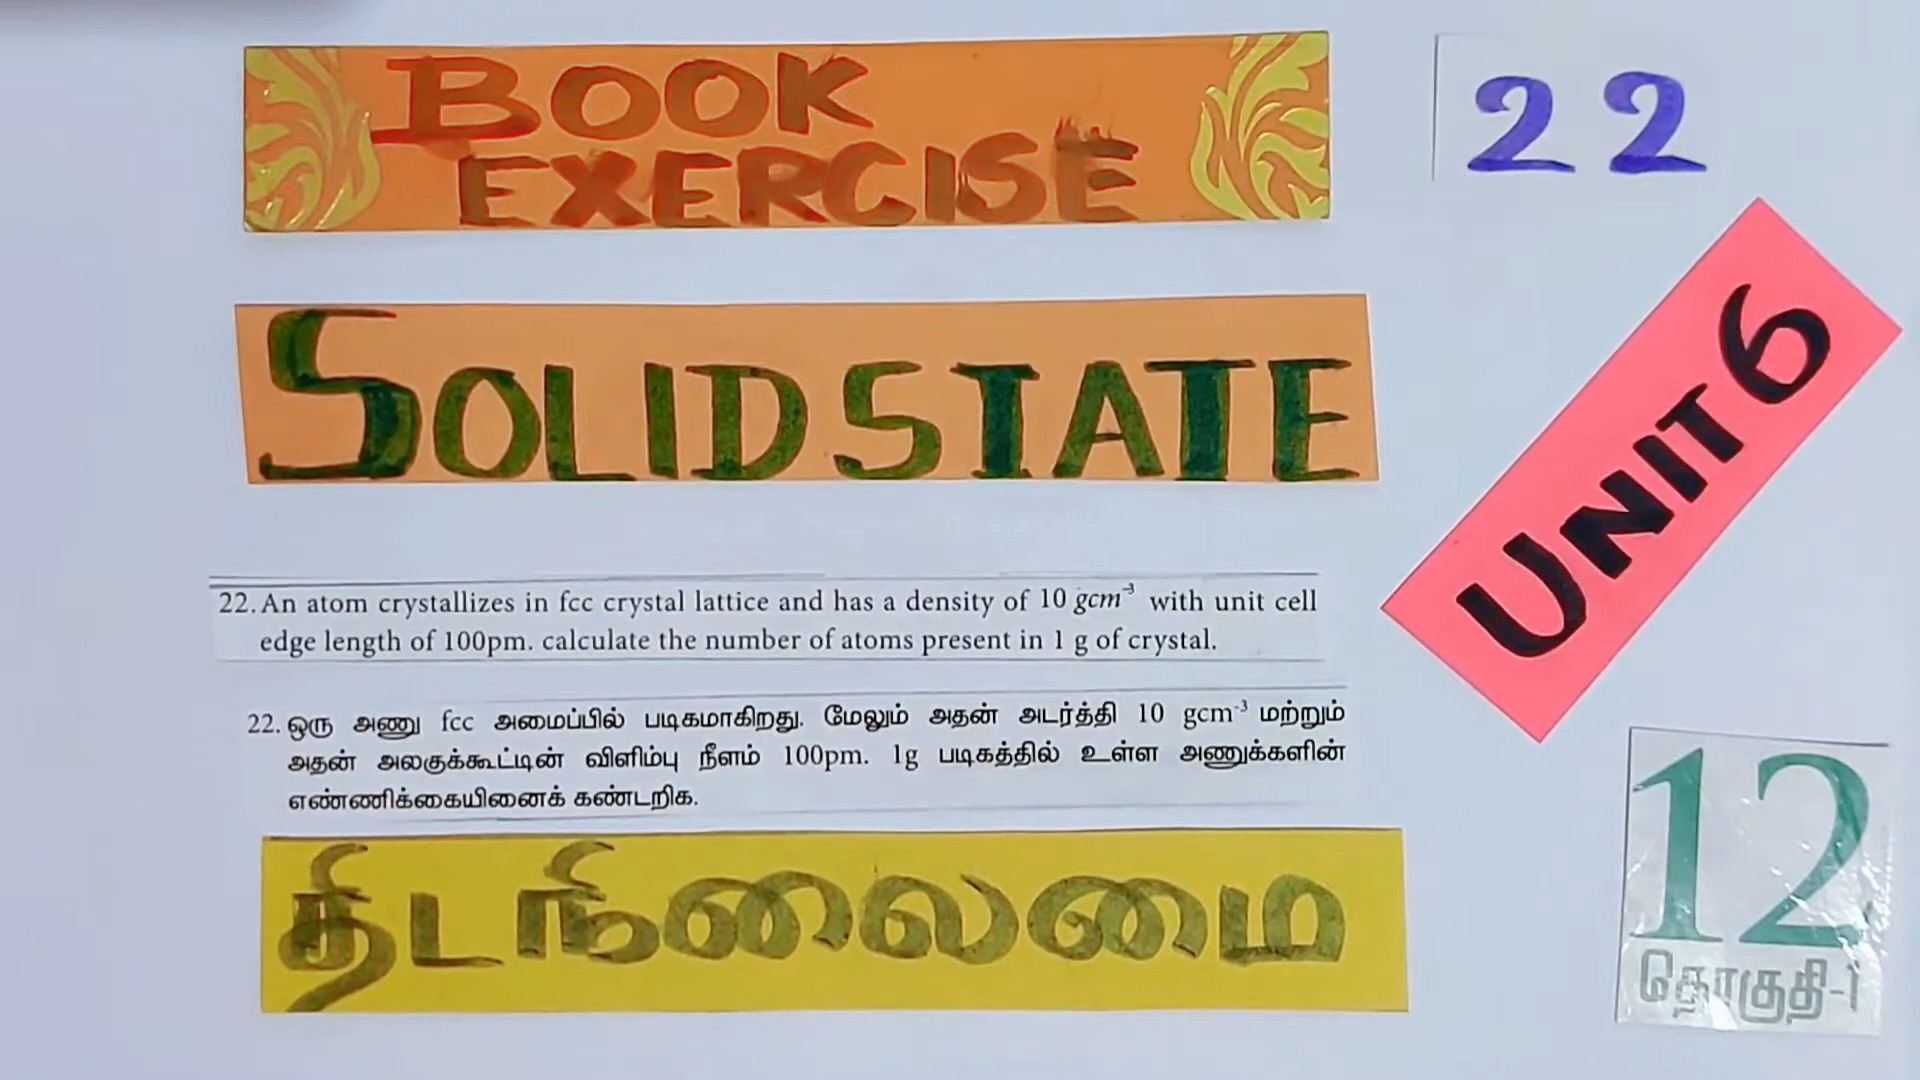 BOOK
EXERCISE
22
SOLID STATE
UNIT 6
22. An atom crystallizes in fcc crystal lattice and has a density of 10 gcm⁻³ with unit cell
edge length of 100pm. calculate the number of atoms present in 1 g of crystal.
22. ஒரு அணு fcc அமைப்பில் படிகமாகிறது. மேலும் அதன் அடர்த்தி 10 gcm⁻³ மற்றும்
அதன் அலகுக்கூட்டின் விளிம்பு நீளம் 100pm. 1g படிகத்தில் உள்ள அணுக்களின்
எண்ணிக்கையினைக் கண்டறிக.
திடநிலைமை
12
தொகுதி-1